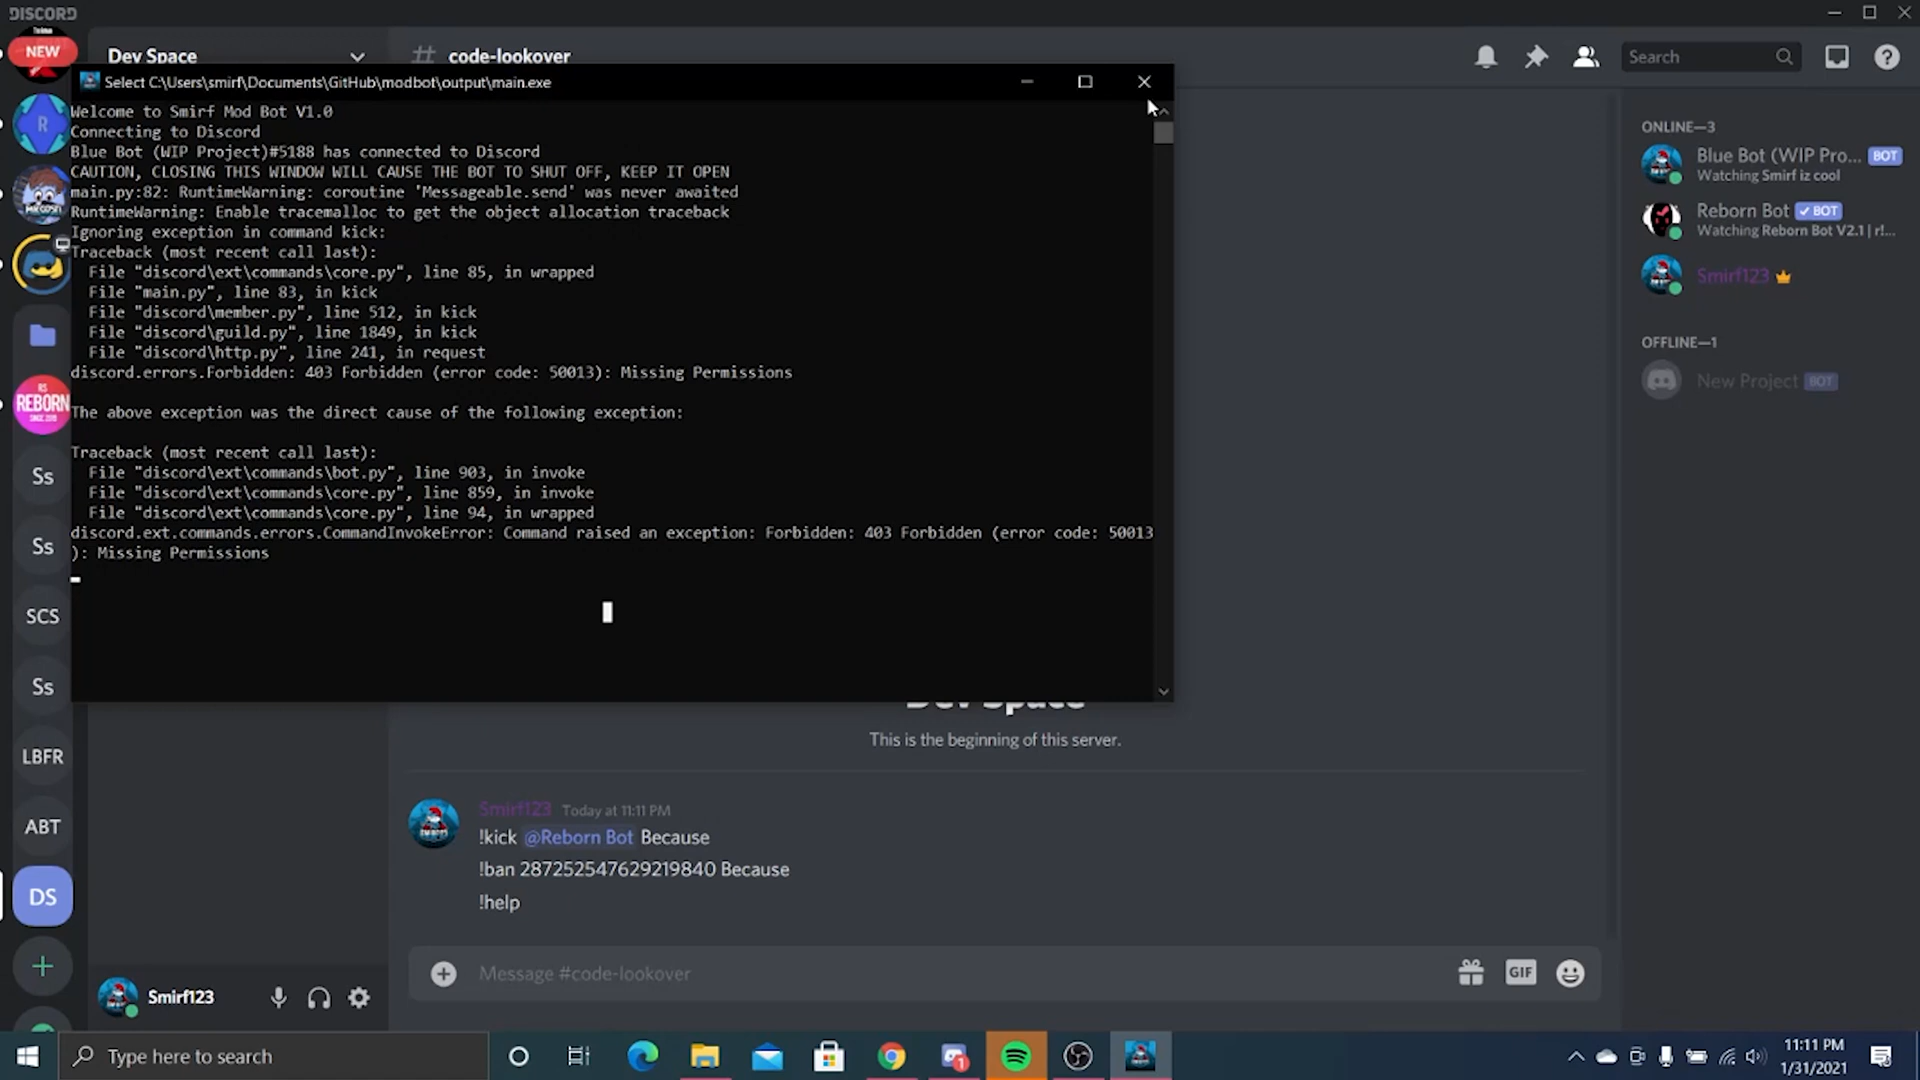 DISCORD
NEW
Dev Space
code-lookover
Search
Select C:\Users\smirf\Documents\GitHub\modbot\output\main.exe
Welcome to Smirf Mod Bot V1.0
Connecting to Discord
Blue Bot (WIP Project)#5188 has connected to Discord
CAUTION, CLOSING THIS WINDOW WILL CAUSE THE BOT TO SHUT OFF, KEEP IT OPEN
main.py:82: RuntimeWarning: coroutine 'Messageable.send' was never awaited
RuntimeWarning: Enable tracemalloc to get the object allocation traceback
Ignoring exception in command kick:
Traceback (most recent call last):
File "discord\ext\commands\core.py", line 85, in wrapped
File "main.py", line 83, in kick
File "discord\member.py", line 512, in kick
File "discord\guild.py", line 1849, in kick
File "discord\http.py", line 241, in request
discord.errors.Forbidden: 403 Forbidden (error code: 50013): Missing Permissions
The above exception was the direct cause of the following exception:
Traceback (most recent call last):
File "discord\ext\commands\bot.py", line 903, in invoke
File "discord\ext\commands\core.py", line 859, in invoke
File "discord\ext\commands\core.py", line 94, in wrapped
discord.ext.commands.errors.CommandInvokeError: Command raised an exception: Forbidden: 403 Forbidden (error code: 50013
): Missing Permissions
R
REBORN
Ss
Ss
SCS
Ss
LBFR
ABT
DS
Dev Space
This is the beginning of this server.
Smirf123 Today at 11:11 PM
!kick @Reborn Bot Because
!ban 287252547629219840 Because
!help
Message #code-lookover
GIF
Smirf123
ONLINE—3
Blue Bot (WIP Pro... BOT
Watching Smirf iz cool
Reborn Bot BOT
Watching Reborn Bot V2.1 | r!...
Smirf123
OFFLINE—1
New Project BOT
Type here to search
1
11:11 PM
1/31/2021